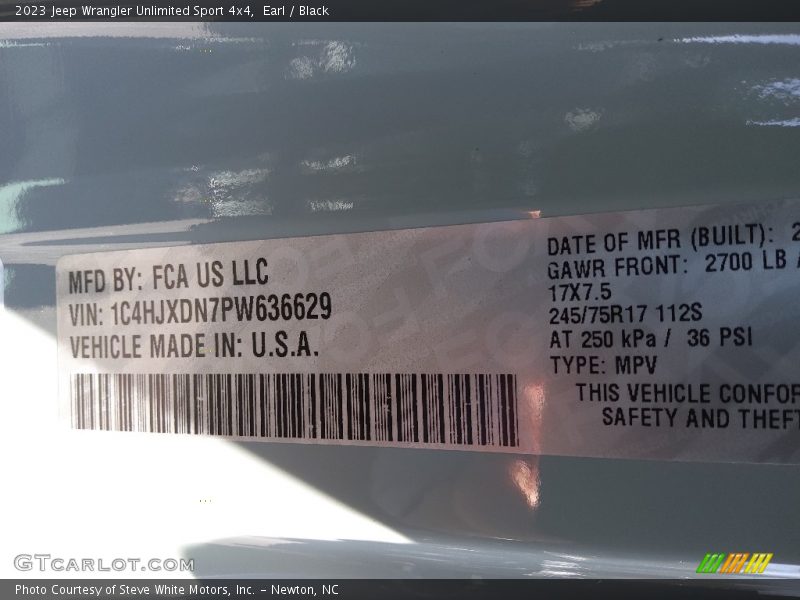 2023 Jeep Wrangler Unlimited Sport 4x4, Earl / Black
MFD BY: FCA US LLC
VIN: 1C4HJXDN7PW636629
VEHICLE MADE IN: U.S.A.
DATE OF MFR (BUILT): 2
GAWR FRONT: 2700 LB
17X7.5
245/75R17 112S
AT 250 kPa / 36 PSI
TYPE: MPV
THIS VEHICLE CONFOR
SAFETY AND THEFT
GTCarlot.com
Photo Courtesy of Steve White Motors, Inc. - Newton, NC